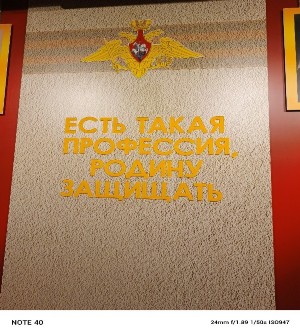 ЕСТЬ ТАКАЯ
ПРОФЕССИЯ,
РОДИНУ
ЗАЩИЩАТЬ
NOTE 40
24mm f/1.89 1/50s ISO947